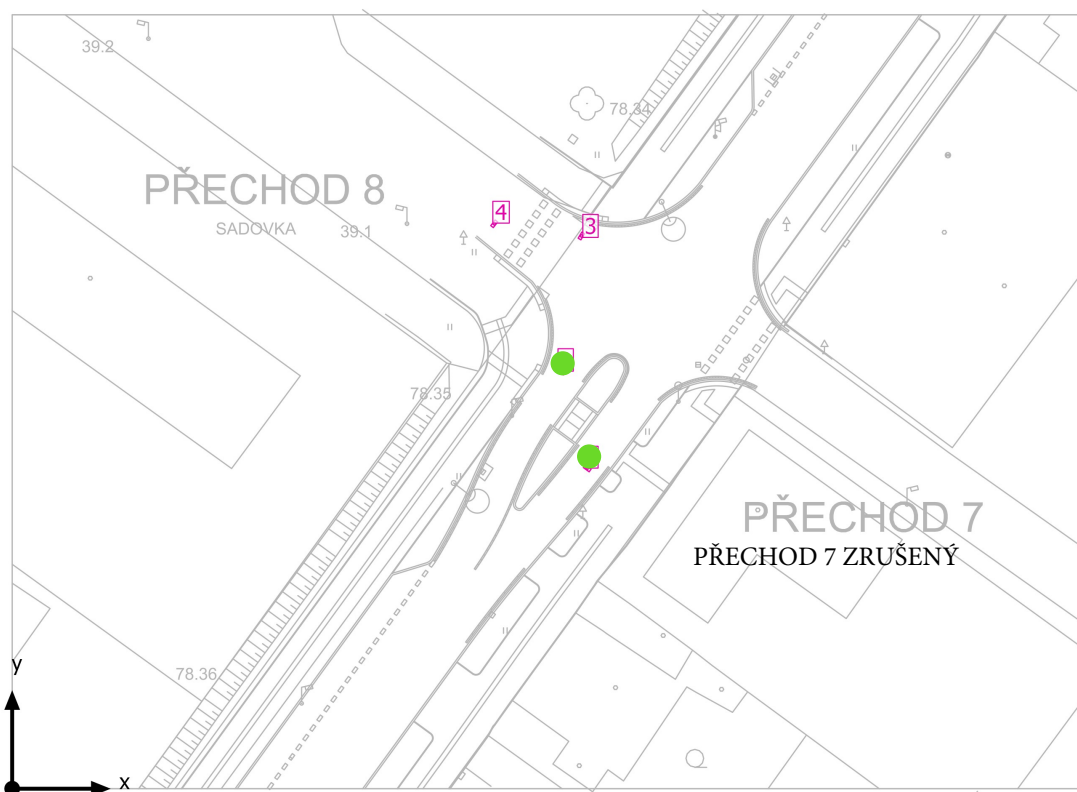 39.2
78.34
PŘECHOD 8
4
3
SADOVKA
39.1
78.35
PŘECHOD 7
PŘECHOD 7 ZRUŠENÝ
78.36
y
x